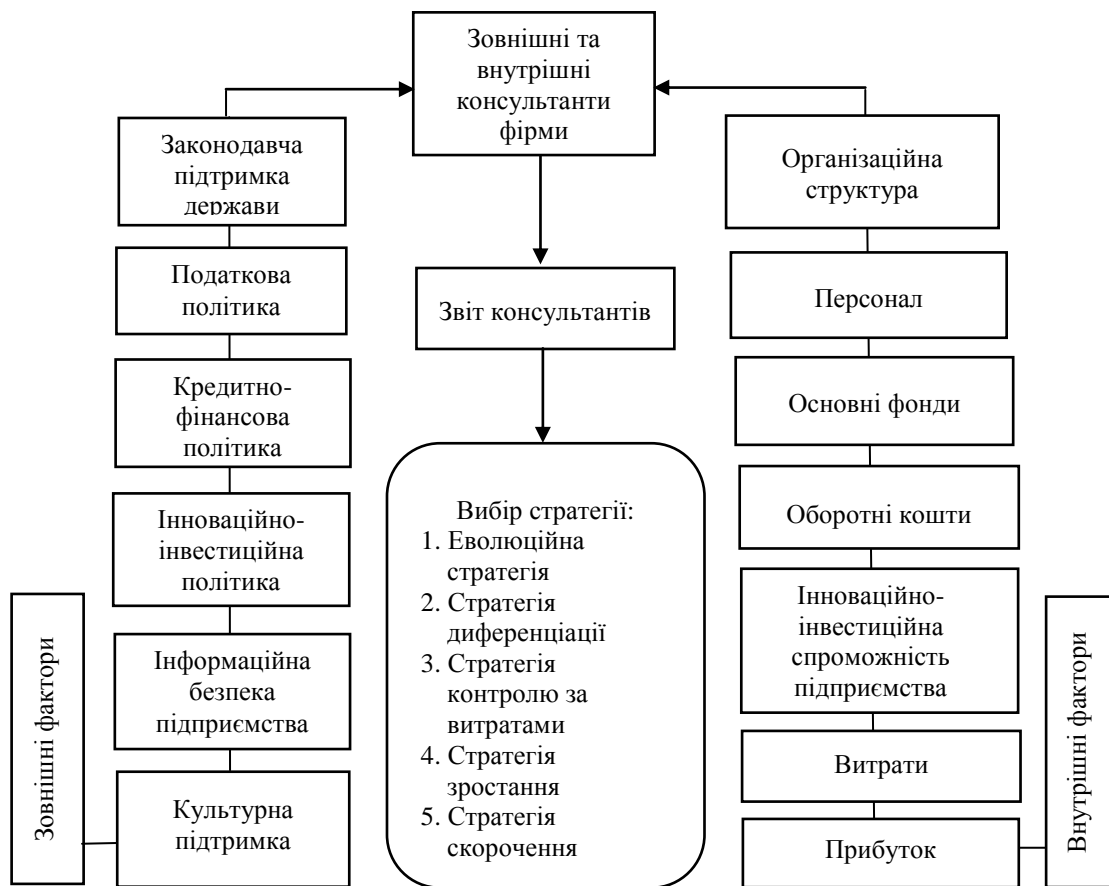 Зовнішні та
внутрішні
консультанти
фірми
Законодавча
підтримка
держави
Податкова
політика
Кредитно-
фінансова
політика
Інноваційно-
інвестиційна
політика
Інформаційна
безпека
підприємства
Культурна
підтримка
Зовнішні фактори
Звіт консультантів
Вибір стратегії:
1. Еволюційна
стратегія
2. Стратегія
диференціації
3. Стратегія
контролю за
витратами
4. Стратегія
зростання
5. Стратегія
скорочення
Організаційна
структура
Персонал
Основні фонди
Оборотні кошти
Інноваційно-
інвестиційна
спроможність
підприємства
Витрати
Прибуток
Внутрішні фактори